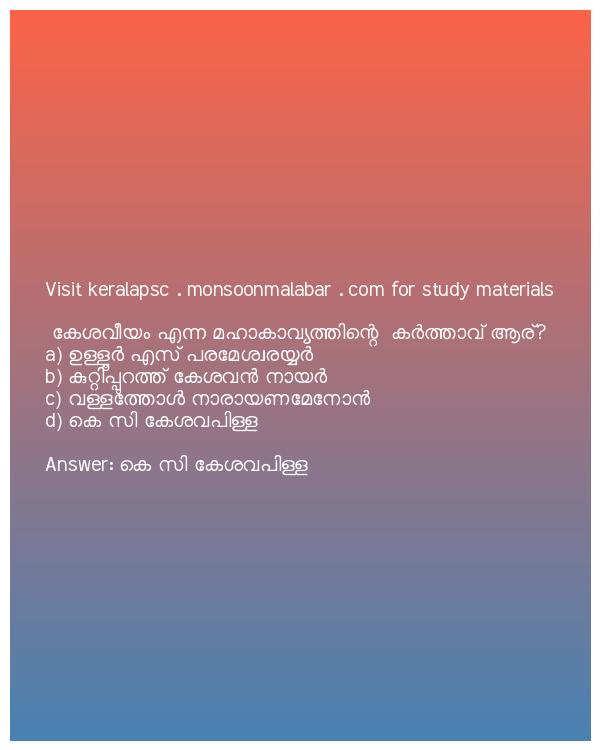 Visit keralapsc . monsoonmalabar . com for study materials
കേശവീയം എന്ന മഹാകാവ്യത്തിന്റെ കർത്താവ് ആര്?
a) ഉള്ളൂർ എസ് പരമേശ്വരയ്യർ
b) കുറ്റിപ്പുറത്ത് കേശവൻ നായർ
c) വള്ളത്തോൾ നാരായണമേനോൻ
d) കെ സി കേശവപിള്ള
Answer: കെ സി കേശവപിള്ള